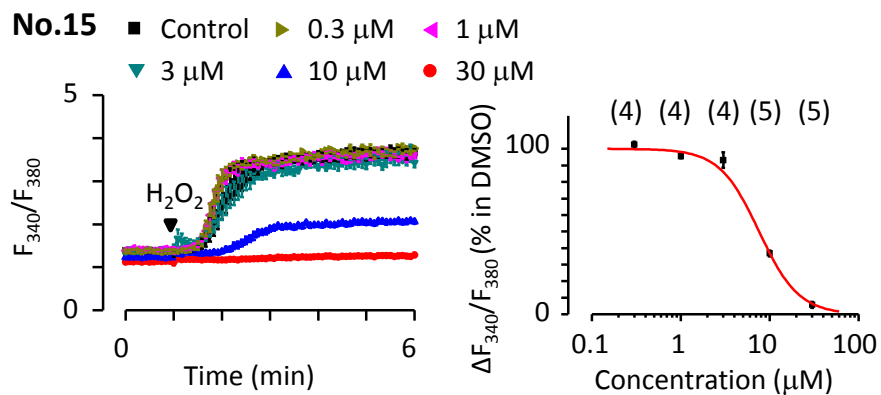 No.15
Control
0.3 μM
1 μM
3 μM
10 μM
30 μM
5
0
F340/F380
H2O2
0
6
Time (min)
(4) (4) (4) (5) (5)
100
0
ΔF340/F380 (% in DMSO)
0.1
1
10
100
Concentration (μM)